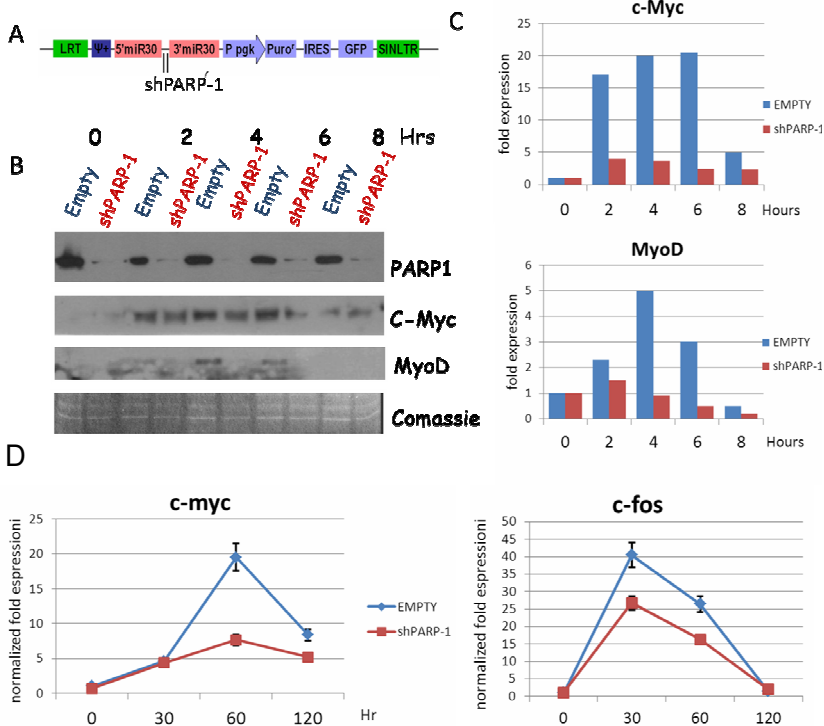 A
LRT Ψ+ 5'miR30 3'miR30 P pgk Puroʳ IRES GFP SINLTR
shPARP-1
B
0 2 4 6 8 Hrs
Empty shPARP-1 Empty shPARP-1 Empty shPARP-1 Empty shPARP-1 Empty shPARP-1
PARP1
C-Myc
MyoD
Comassie
C
c-Myc
fold expression
25
20
15
10
5
0
0 2 4 6 8 Hours
EMPTY
shPARP-1
MyoD
fold expression
6
5
4
3
2
1
0
0 2 4 6 8 Hours
EMPTY
shPARP-1
D
c-myc
normalized fold espressioni
25
20
15
10
5
0
0 30 60 120 Hr
EMPTY
shPARP-1
c-fos
normalized fold espressioni
50
45
40
35
30
25
20
15
10
5
0
0 30 60 120